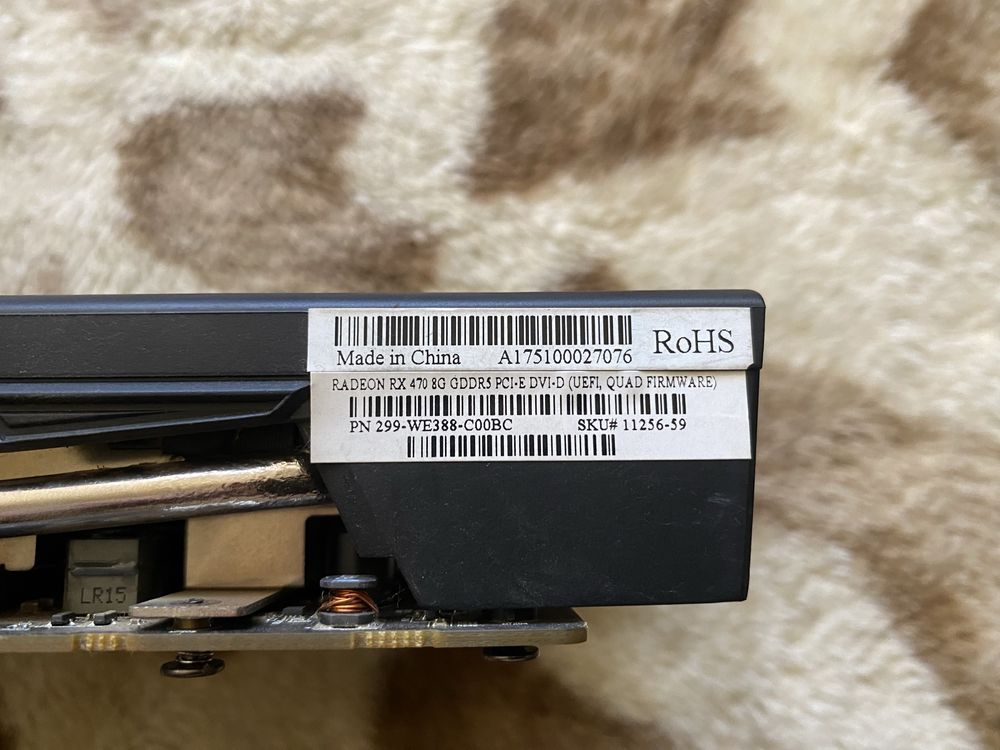 Made in China A175100027076 RoHS
RADEON RX 470 8G GDDR5 PCI-E DVI-D (UEFI, QUAD FIRMWARE)
PN 299-WE388-C00BC SKU# 11256-59
LR15